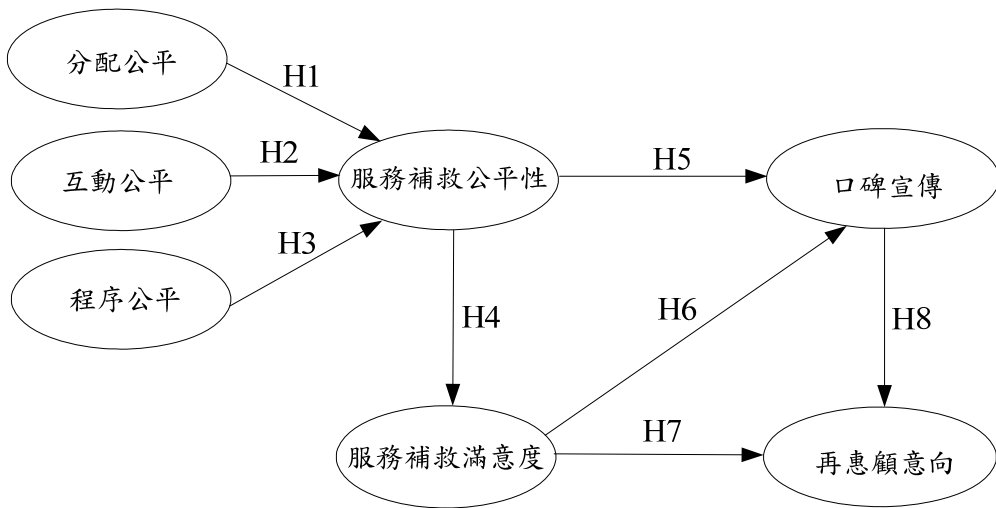 分配公平
H1
互動公平
H2
服務補救公平性
H5
口碑宣傳
程序公平
H3
H4
H6
H8
服務補救滿意度
H7
再惠顧意向